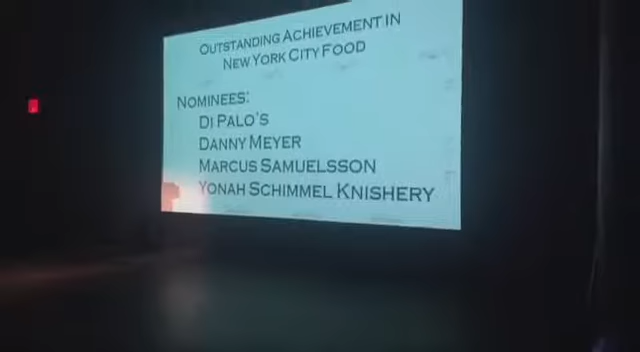 OUTSTANDING ACHIEVEMENT IN
NEW YORK CITY FOOD
NOMINEES:
DI PALO'S
DANNY MEYER
MARCUS SAMUELSSON
YONAH SCHIMMEL KNISHERY